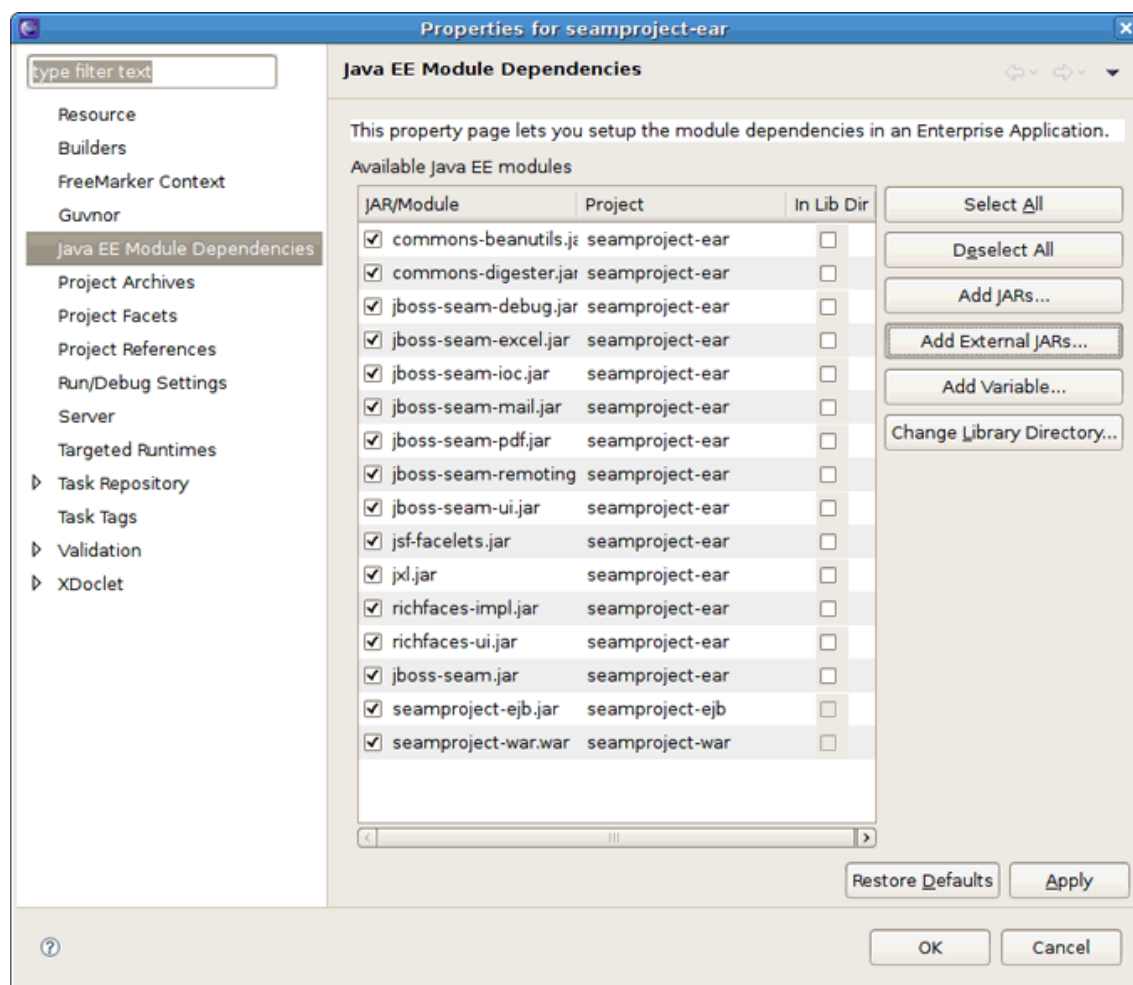 Properties for seamproject-ear
type filter text
Resource
Builders
FreeMarker Context
Guvnor
Java EE Module Dependencies
Project Archives
Project Facets
Project References
Run/Debug Settings
Server
Targeted Runtimes
Task Repository
Task Tags
Validation
XDoclet
Java EE Module Dependencies
This property page lets you setup the module dependencies in an Enterprise Application.
Available Java EE modules
JAR/Module Project In Lib Dir
commons-beanutils.ja seamproject-ear
commons-digester.jar seamproject-ear
jboss-seam-debug.jar seamproject-ear
jboss-seam-excel.jar seamproject-ear
jboss-seam-ioc.jar seamproject-ear
jboss-seam-mail.jar seamproject-ear
jboss-seam-pdf.jar seamproject-ear
jboss-seam-remoting seamproject-ear
jboss-seam-ui.jar seamproject-ear
jsf-facelets.jar seamproject-ear
jxl.jar seamproject-ear
richfaces-impl.jar seamproject-ear
richfaces-ui.jar seamproject-ear
jboss-seam.jar seamproject-ear
seamproject-ejb.jar seamproject-ejb
seamproject-war.war seamproject-war
Select All
Deselect All
Add JARs...
Add External JARs...
Add Variable...
Change Library Directory...
Restore Defaults
Apply
OK
Cancel